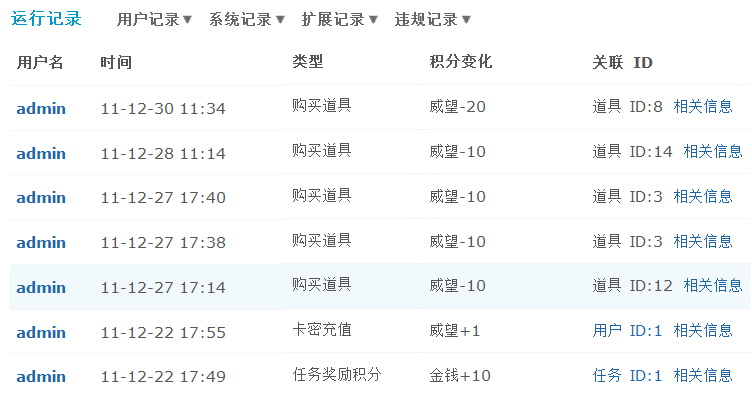 运行记录 用户记录▼ 系统记录▼ 扩展记录▼ 违规记录▼
用户名 时间 类型 积分变化 关联 ID
admin 11-12-30 11:34 购买道具 威望-20 道具 ID:8 相关信息
admin 11-12-28 11:14 购买道具 威望-10 道具 ID:14 相关信息
admin 11-12-27 17:40 购买道具 威望-10 道具 ID:3 相关信息
admin 11-12-27 17:38 购买道具 威望-10 道具 ID:3 相关信息
admin 11-12-27 17:14 购买道具 威望-10 道具 ID:12 相关信息
admin 11-12-22 17:55 卡密充值 威望+1 用户 ID:1 相关信息
admin 11-12-22 17:49 任务奖励积分 金钱+10 任务 ID:1 相关信息